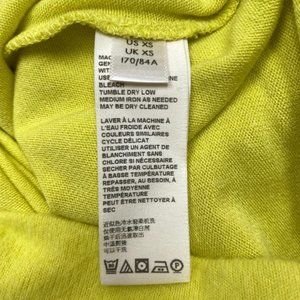 US XS
UK XS
170/84A
MAC
GEN
WIT
USE
BLEACH
TUMBLE DRY LOW
MEDIUM IRON AS NEEDED
MAY BE DRY CLEANED
LAVER À LA MACHINE À
L'EAU FROIDE AVEC
COULEURS SIMILAIRES
CYCLE DÉLICAT
UTILISER UN AGENT DE
BLANCHIMENT SANS
CHLORE SI NÉCESSAIRE
SÉCHER PAR CULBUTAGE
À BASSE TEMPÉRATURE
REPASSER, AU BESOIN, À
TRÈS MOYENNE
TEMPÉRATURE
PEUT ÊTRE NETTOYER À
SEC